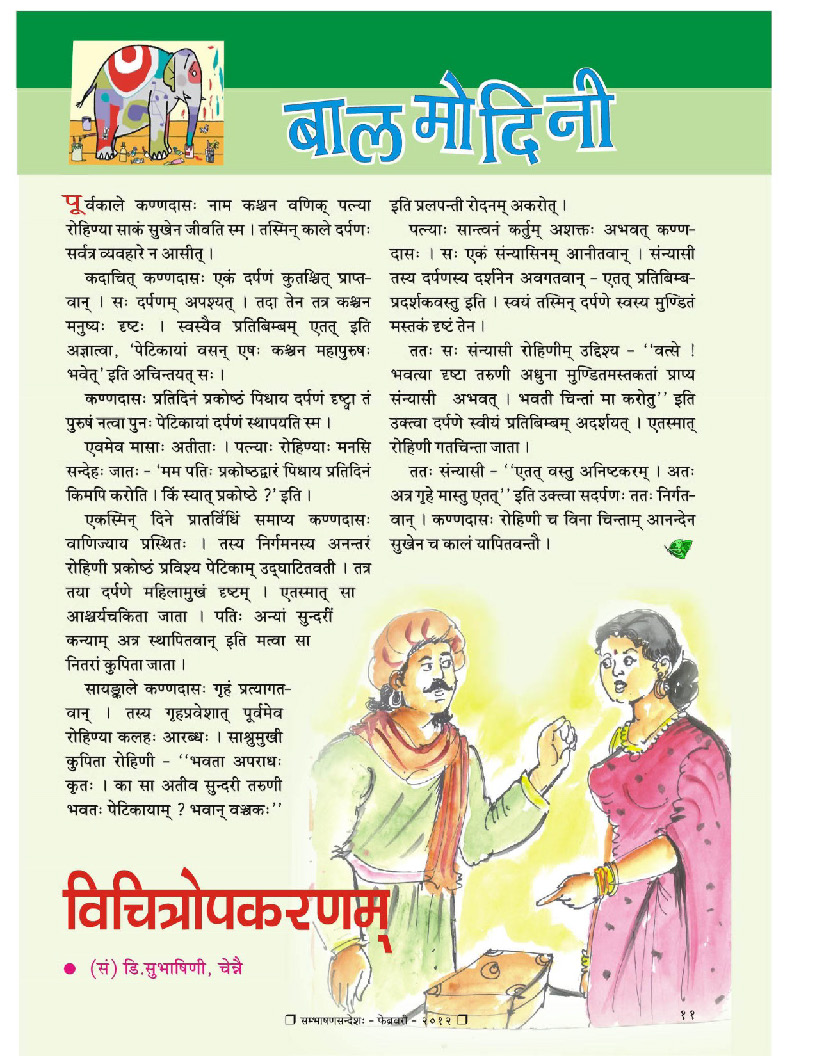 बालमोदिनी
पूर्वकाले कण्णदासः नाम कश्चन वणिक् पत्न्या
रोहिण्या साकं सुखेन जीवति स्म । तस्मिन् काले दर्पणः
सर्वत्र व्यवहारे न आसीत् ।
कदाचित् कण्णदासः एकं दर्पणं कुतश्चित् प्राप्त-
वान् । सः दर्पणम् अपश्यत् । तदा तेन तत्र कश्चन
मनुष्यः दृष्टः । स्वस्यैव प्रतिबिम्बम् एतत् इति
अज्ञात्वा, ‘पेटिकायां वसन् एषः कश्चन महापुरुषः
भवेत्’ इति अचिन्तयत् सः ।
कण्णदासः प्रतिदिनं प्रकोष्ठं पिधाय दर्पणं दृष्ट्वा तं
पुरुषं नत्वा पुनः पेटिकायां दर्पणं स्थापयति स्म ।
एवमेव मासाः अतीताः । पत्न्याः रोहिण्याः मनसि
सन्देहः जातः - ‘मम पतिः प्रकोष्ठद्वारं पिधाय प्रतिदिनं
किमपि करोति । किं स्यात् प्रकोष्ठे ?’ इति ।
एकस्मिन् दिने प्रातर्विधिं समाप्य कण्णदासः
वाणिज्याय प्रस्थितः । तस्य निर्गमनस्य अनन्तरं
रोहिणी प्रकोष्ठं प्रविश्य पेटिकाम् उद्घाटितवती । तत्र
तया दर्पणे महिलामुखं दृष्टम् । एतस्मात् सा
आश्चर्यचकिता जाता । पतिः अन्यां सुन्दरीं
कन्याम् अत्र स्थापितवान् इति मत्वा सा
नितरां कुपिता जाता ।
सायङ्काले कण्णदासः गृहं प्रत्यागत-
वान् । तस्य गृहप्रवेशात् पूर्वमेव
रोहिण्या कलहः आरब्धः । साश्रुमुखी
कुपिता रोहिणी - ‘‘भवता अपराधः
कृतः । का सा अतीव सुन्दरी तरुणी
भवतः पेटिकायाम् ? भवान् वञ्चकः’’
इति प्रलपन्ती रोदनम् अकरोत् ।
पत्न्याः सान्त्वनं कर्तुम् अशक्तः अभवत् कण्ण-
दासः । सः एकं संन्यासिनम् आनीतवान् । संन्यासी
तस्य दर्पणस्य दर्शनेन अवगतवान् - एतत् प्रतिबिम्ब-
प्रदर्शकवस्तु इति । स्वयं तस्मिन् दर्पणे स्वस्य मुण्डितं
मस्तकं दृष्टं तेन ।
ततः सः संन्यासी रोहिणीम् उद्दिश्य - ‘‘वत्से !
भवत्या दृष्टा तरुणी अधुना मुण्डितमस्तकतां प्राप्य
संन्यासी अभवत् । भवती चिन्तां मा करोतु’’ इति
उक्त्वा दर्पणे स्वीयं प्रतिबिम्बम् अदर्शयत् । एतस्मात्
रोहिणी गतचिन्ता जाता ।
ततः संन्यासी - ‘‘एतत् वस्तु अनिष्टकरम् । अतः
अत्र गृहे मास्तु एतत्’’ इति उक्त्वा सदर्पणः ततः निर्गत-
वान् । कण्णदासः रोहिणी च विना चिन्ताम् आनन्देन
सुखेन च कालं यापितवन्तौ ।
विचित्रोपकरणम्
● (सं) डि.सुभाषिणी, चेन्नै
❐ सम्भाषणसन्देशः - फेब्रवरी - २०१२ ❐
११